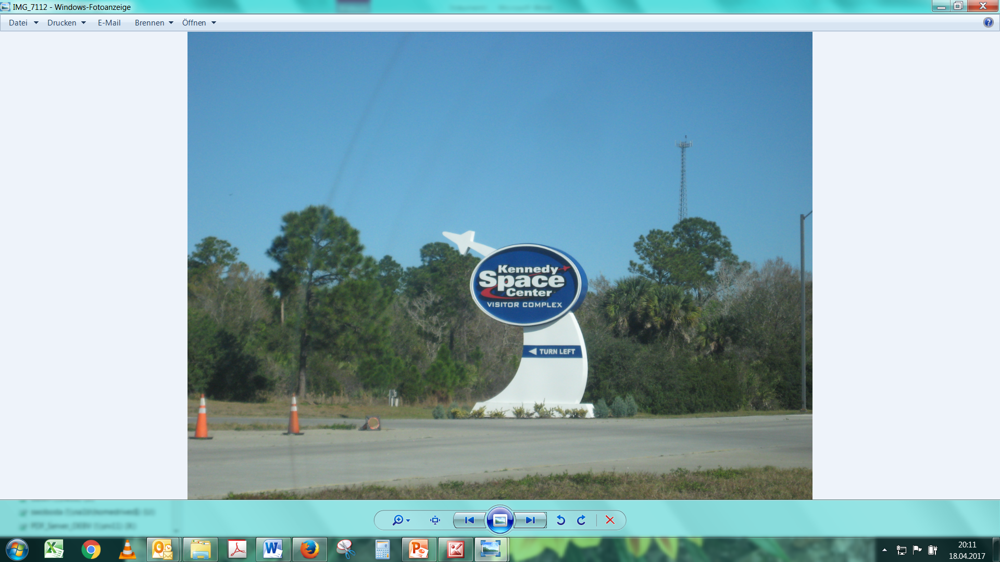 IMG_7112 - Windows-Fotoanzeige
Datei
Drucken
E-Mail
Brennen
Öffnen
Kennedy
Space
Center
VISITOR COMPLEX
TURN LEFT
20:11
18.04.2017